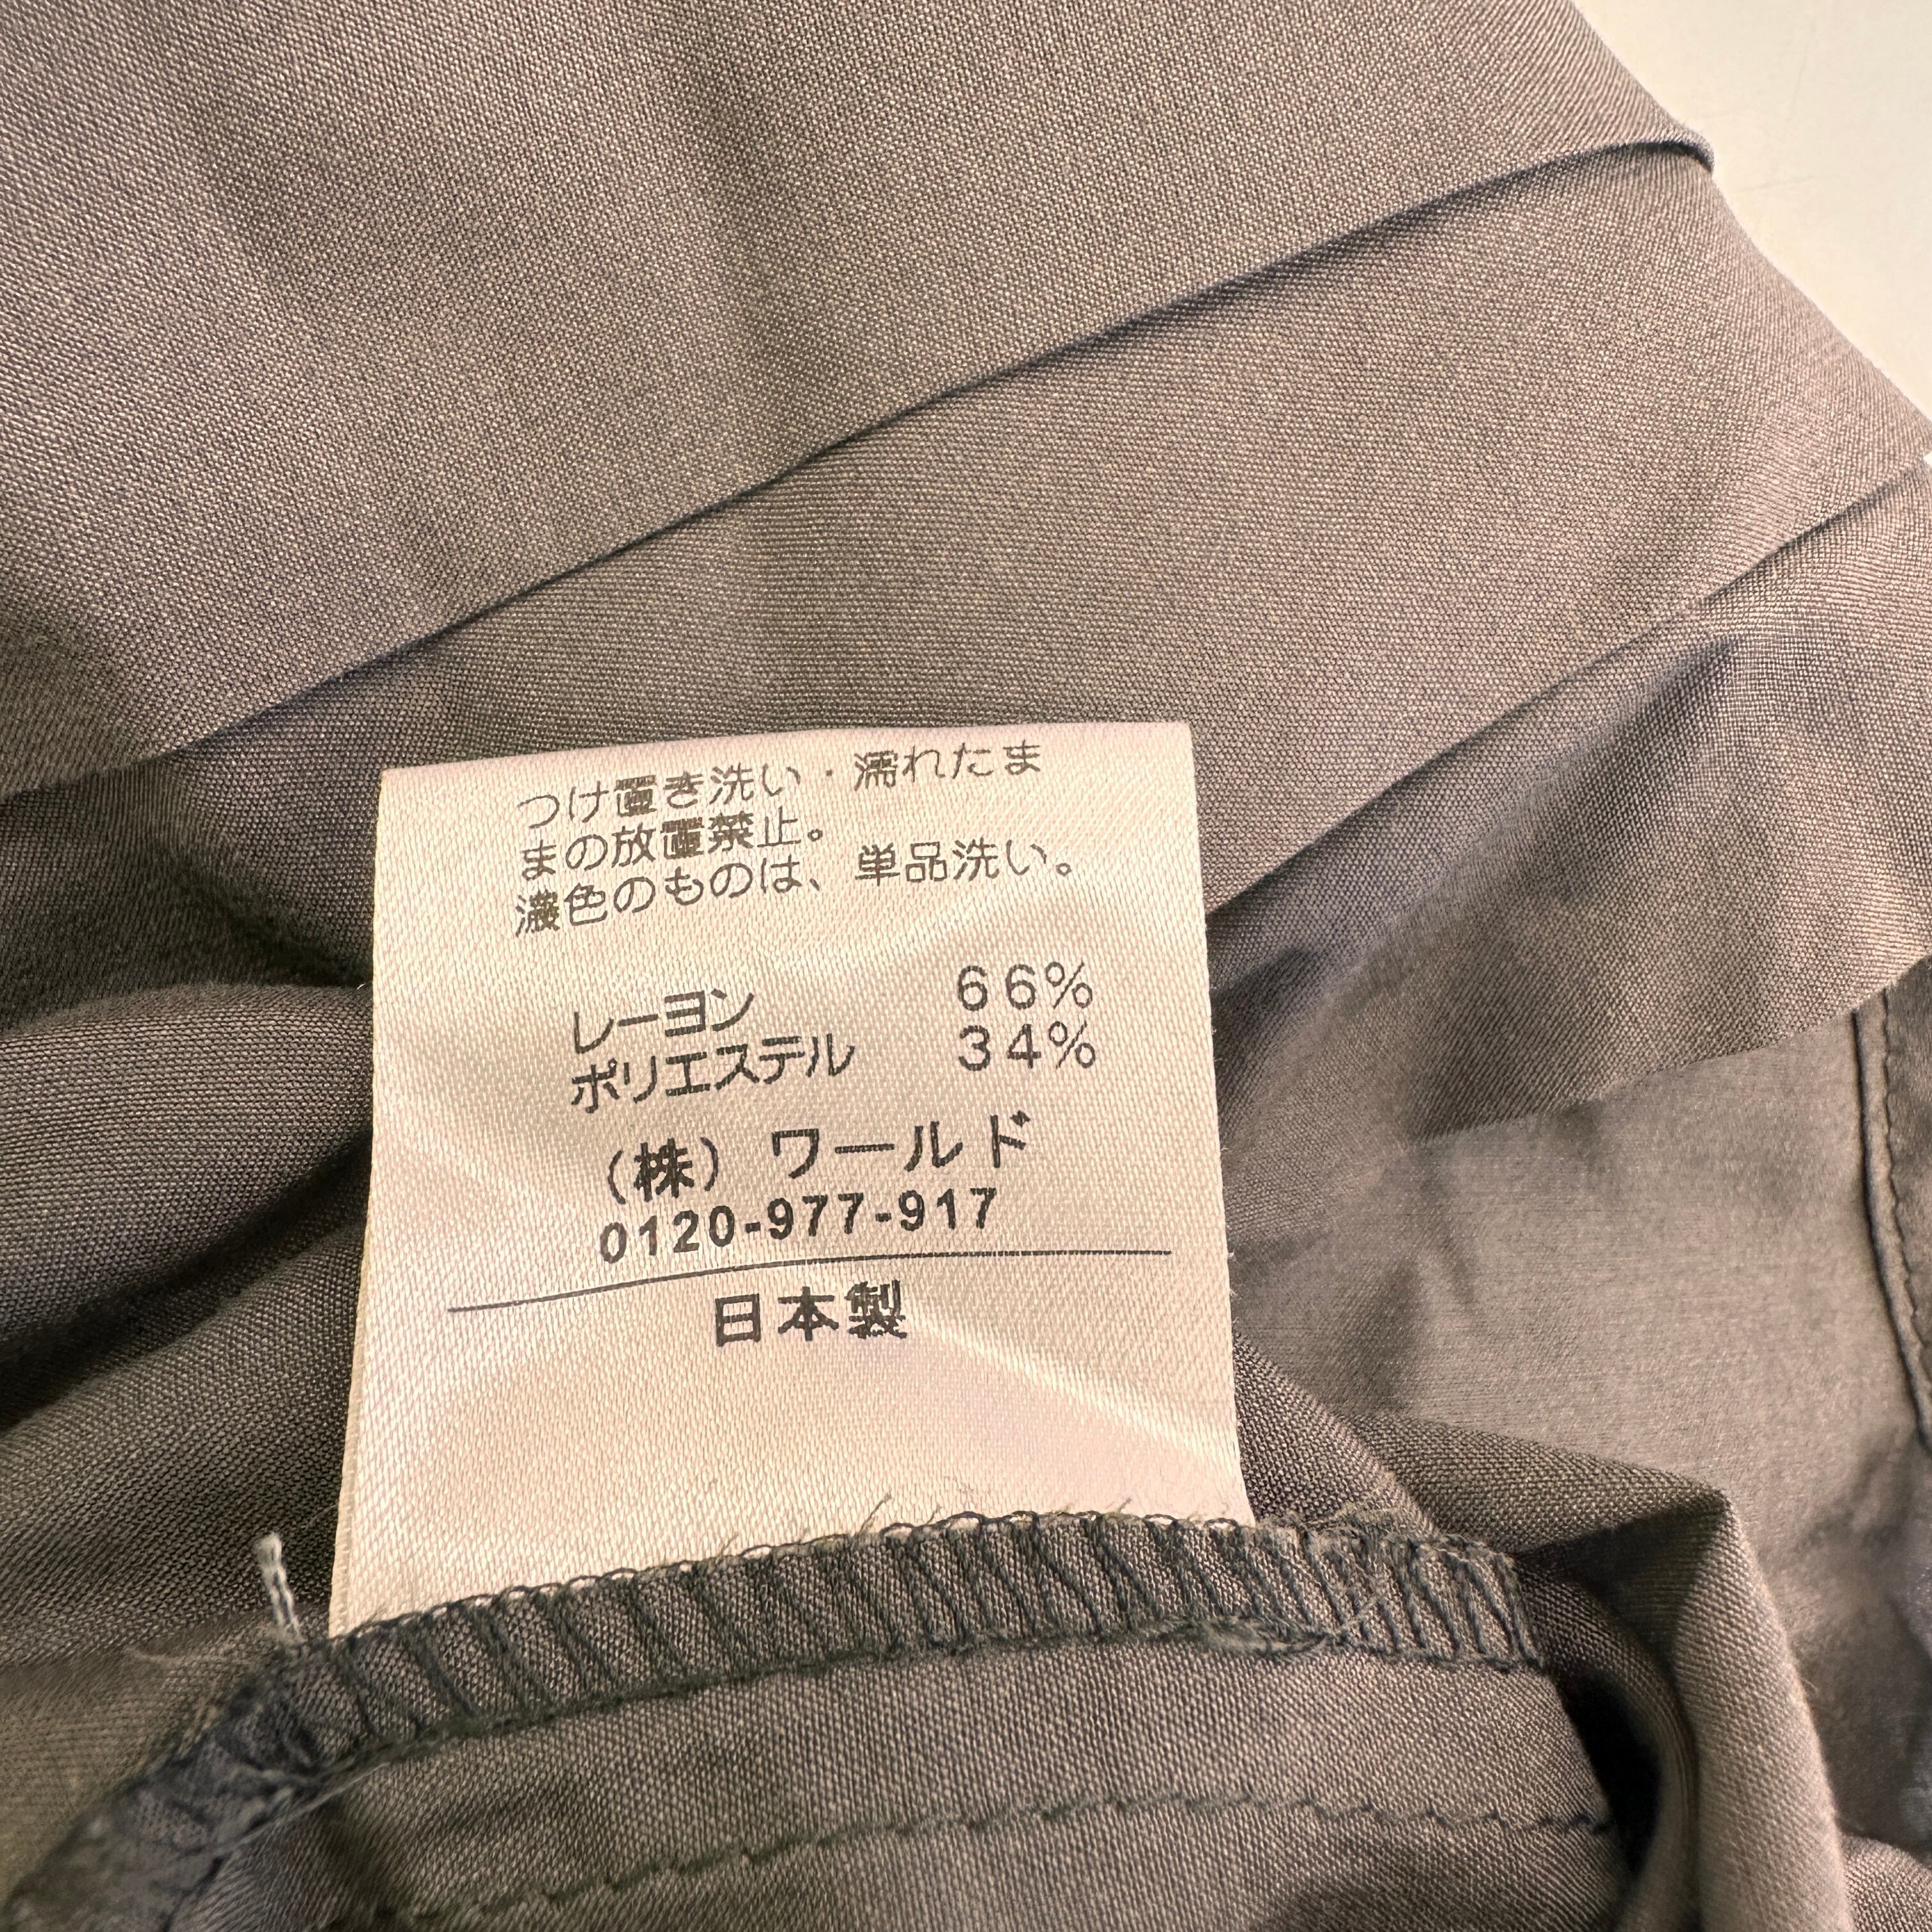 つけ置き洗い・濡れたま
まの放置禁止。
濃色のものは、単品洗い。
レーヨン 66%
ポリエステル 34%
（株）ワールド
0120-977-917
日本製